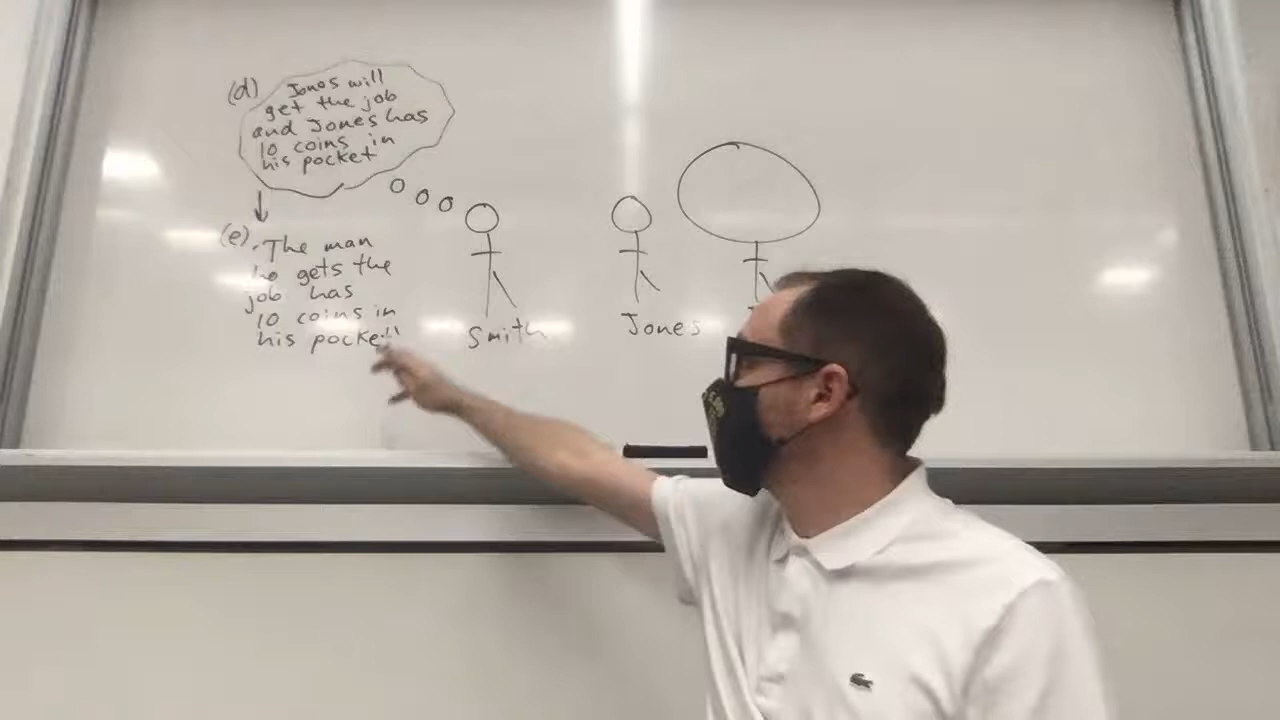 (d) Jones will
get the job
and Jones has
10 coins in
his pocket
(e) The man
gets the
job has
10 coins in
his pocket
Smith
Jones